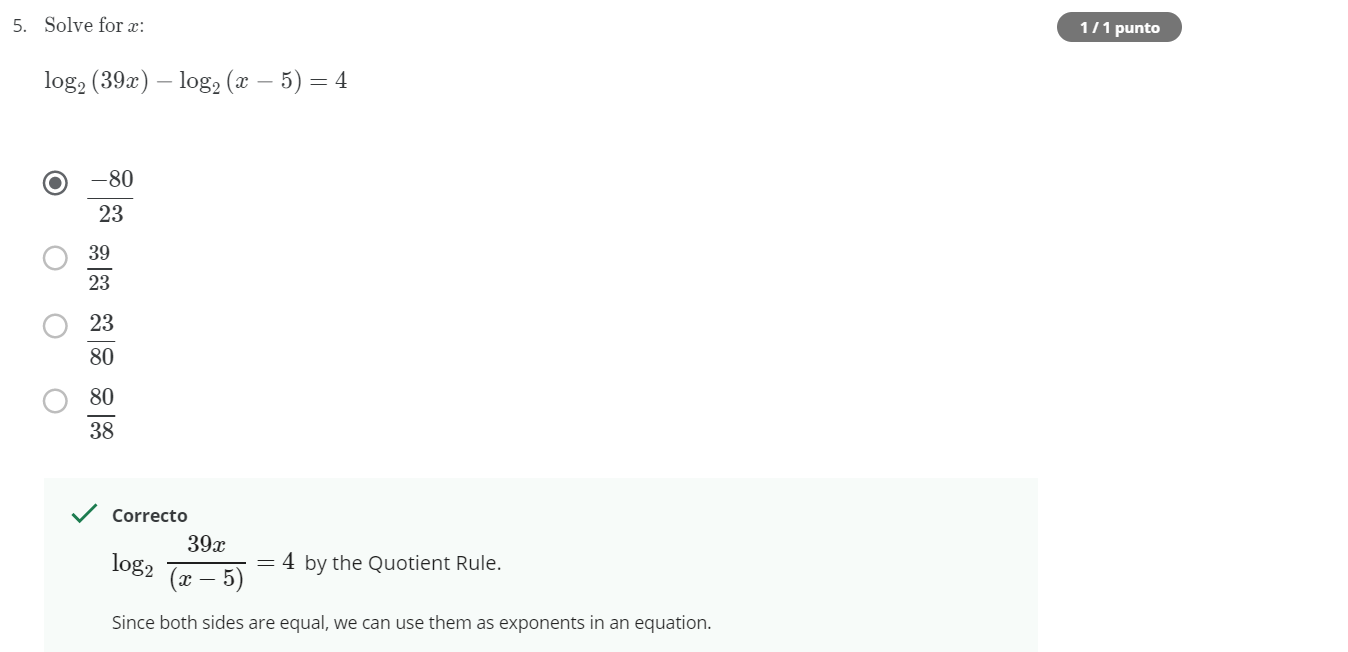 5. Solve for x: 1 / 1 punto
log₂ (39x) − log₂ (x − 5) = 4
−80/23
39/23
23/80
80/38
Correcto
log₂ 39x/(x − 5) = 4 by the Quotient Rule.
Since both sides are equal, we can use them as exponents in an equation.